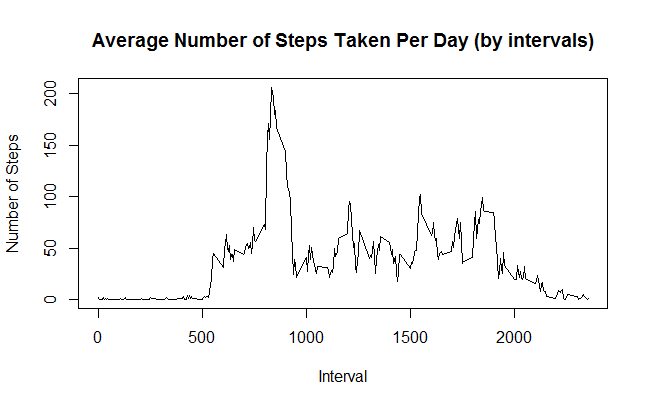 Average Number of Steps Taken Per Day (by intervals)
Number of Steps
200
150
100
50
0
0 500 1000 1500 2000
Interval